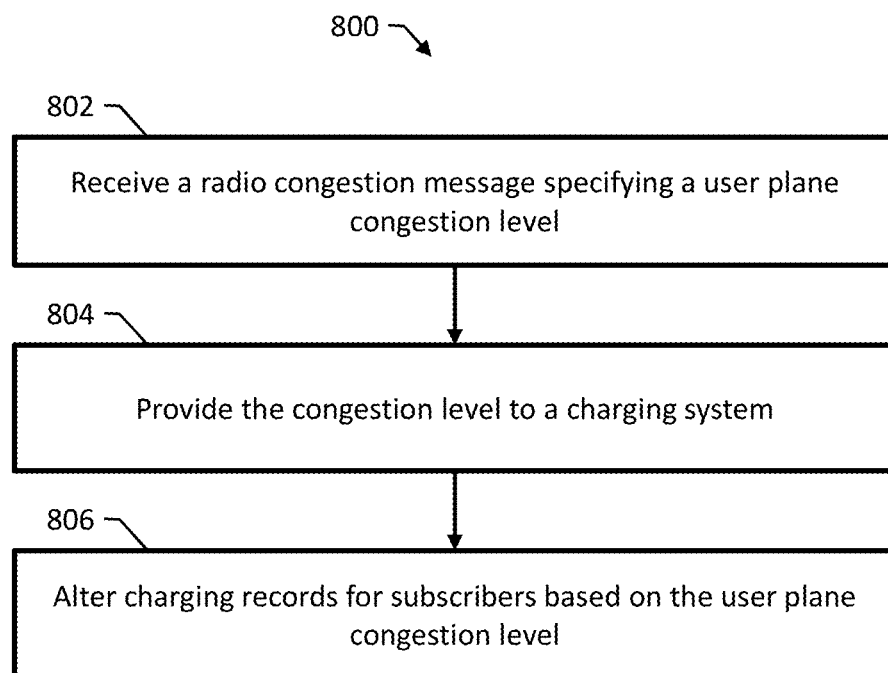 800
802
Receive a radio congestion message specifying a user plane
congestion level
804
Provide the congestion level to a charging system
806
Alter charging records for subscribers based on the user plane
congestion level